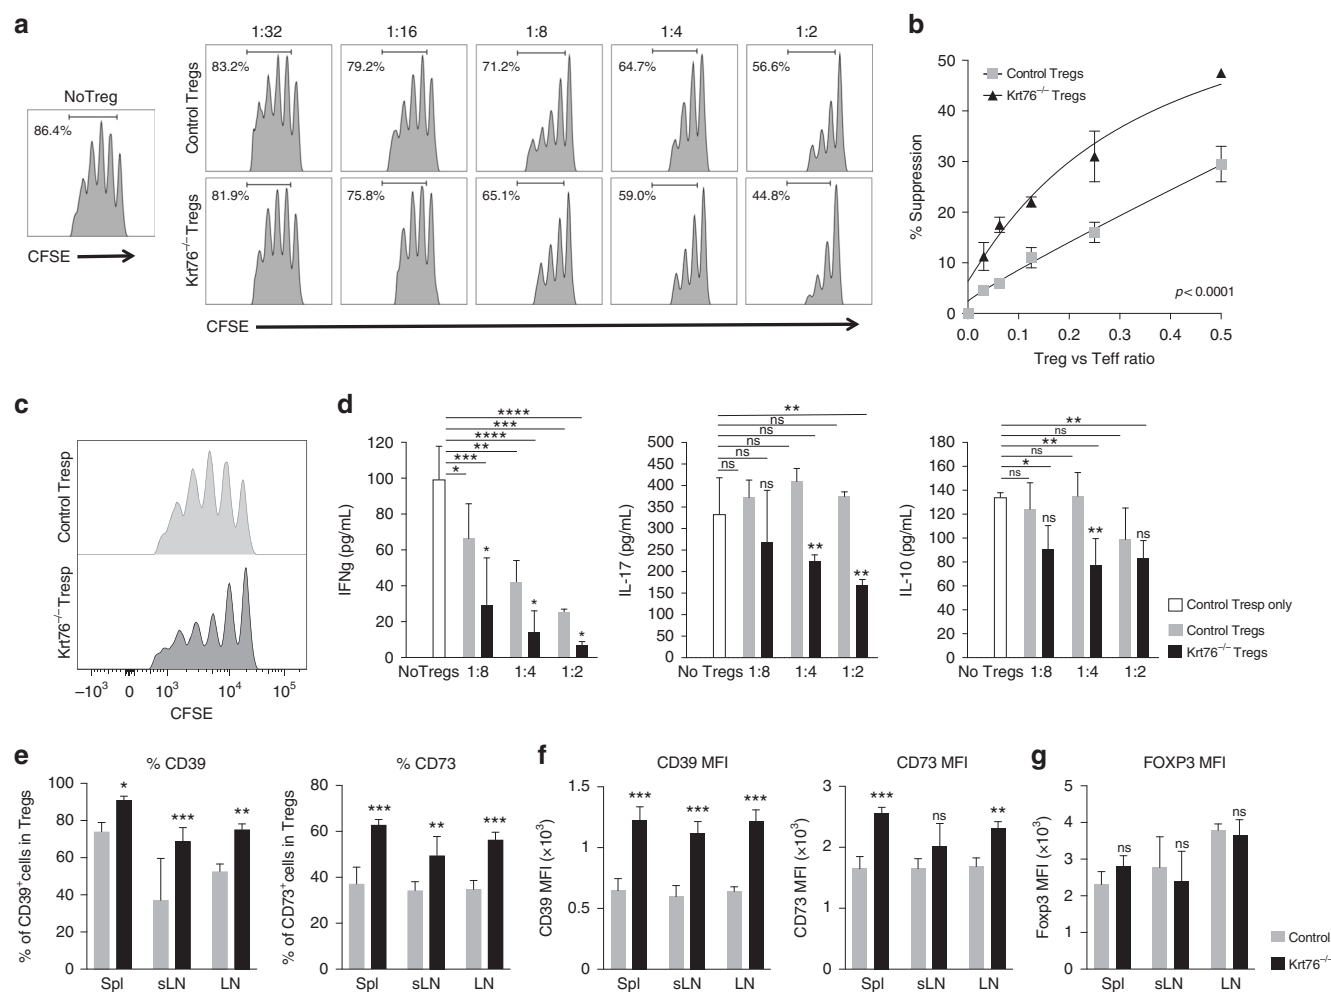 a
1:32 1:16 1:8 1:4 1:2
NoTreg
86.4%
CFSE
Control Tregs
83.2% 79.2% 71.2% 64.7% 56.6%
Krt76−/− Tregs
81.9% 75.8% 65.1% 59.0% 44.8%
CFSE
b
Control Tregs
Krt76−/− Tregs
% Suppression
50
40
30
20
10
0
p< 0.0001
0.0 0.1 0.2 0.3 0.4 0.5
Treg vs Teff ratio
c
Control Tresp
Krt76−/− Tresp
−10³ 0 10³ 10⁴ 10⁵
CFSE
d
IFNg (pg/mL)
120
100
80
60
40
20
0
****
***
****
**
***
*
*
*
*
NoTregs 1:8 1:4 1:2
IL-17 (pg/mL)
500
450
400
350
300
250
200
150
100
50
0
**
ns
ns
ns
ns
ns
ns
**
**
No Tregs 1:8 1:4 1:2
IL-10 (pg/mL)
180
160
140
120
100
80
60
40
20
0
**
ns
**
ns
*
ns
ns
**
ns
No Tregs 1:8 1:4 1:2
Control Tresp only
Control Tregs
Krt76−/− Tregs
e
% CD39
% of CD39⁺cells in Tregs
100
80
60
40
20
0
* *** **
Spl sLN LN
% CD73
% of CD73⁺cells in Tregs
80
60
40
20
0
*** ** ***
Spl sLN LN
f
CD39 MFI
CD39 MFI (×10³)
1.5
1
0.5
0
*** *** ***
Spl sLN LN
CD73 MFI
CD73 MFI (×10³)
3
2
1
0
*** ns **
Spl sLN LN
g
FOXP3 MFI
Foxp3 MFI (×10³)
5
4
3
2
1
0
ns ns ns
Spl sLN LN
Control
Krt76−/−